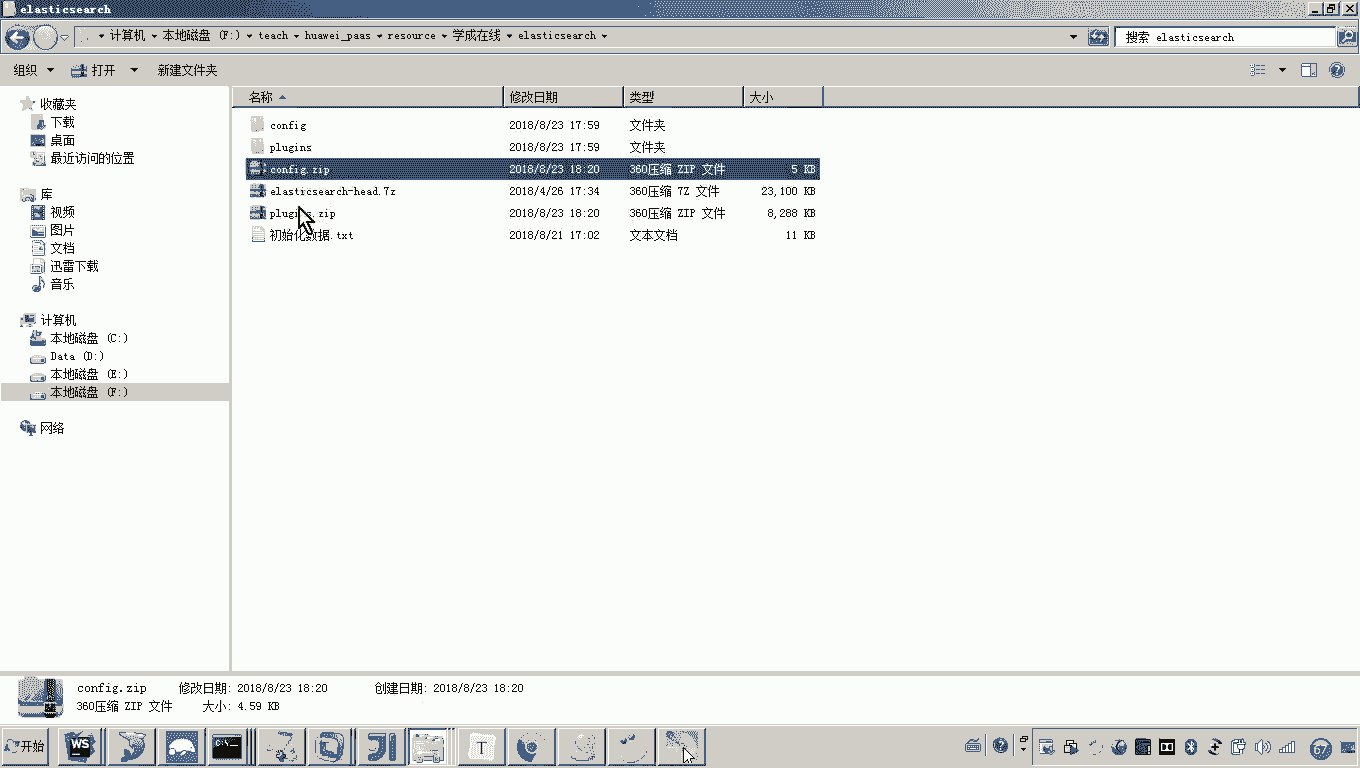 elasticsearch
计算机 本地磁盘 (F:) teach huawei_paas resource 学成在线 elasticsearch
搜索 elasticsearch
组织 打开 新建文件夹
名称 修改日期 类型 大小
收藏夹
下载
桌面
最近访问的位置
库
视频
图片
文档
迅雷下载
音乐
计算机
本地磁盘 (C:)
Data (D:)
本地磁盘 (E:)
本地磁盘 (F:)
网络
config 2018/8/23 17:59 文件夹
plugins 2018/8/23 17:59 文件夹
config.zip 2018/8/23 18:20 360压缩 ZIP 文件 5 KB
elasticsearch-head.7z 2018/4/26 17:34 360压缩 7Z 文件 23,100 KB
plugins.zip 2018/8/23 18:20 360压缩 ZIP 文件 8,288 KB
初始化数据.txt 2018/8/21 17:02 文本文档 11 KB
config.zip 修改日期: 2018/8/23 18:20 创建日期: 2018/8/23 18:20
360压缩 ZIP 文件 大小: 4.59 KB
开始 WS C:\_ T 67